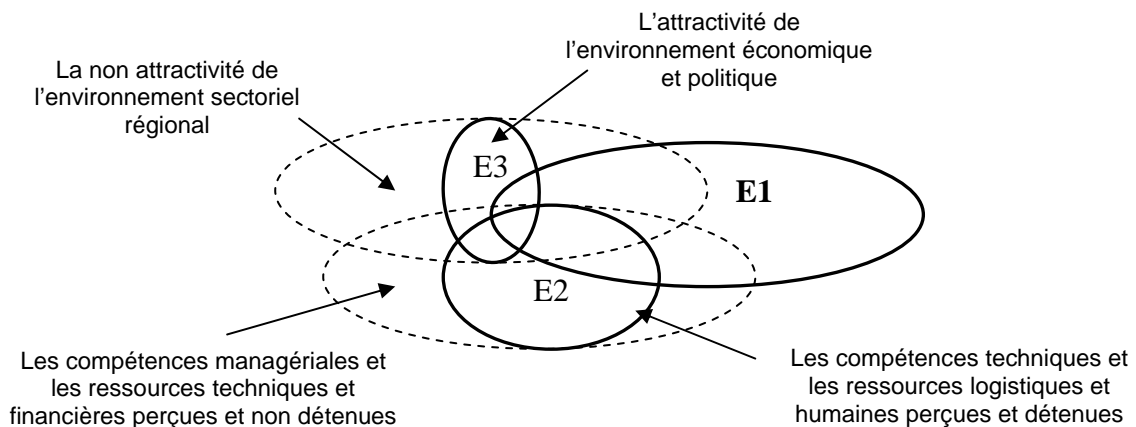 L'attractivité de
l'environnement économique
et politique
La non attractivité de
l'environnement sectoriel
régional
E3
E1
E2
Les compétences managériales et
les ressources techniques et
financières perçues et non détenues
Les compétences techniques et
les ressources logistiques et
humaines perçues et détenues